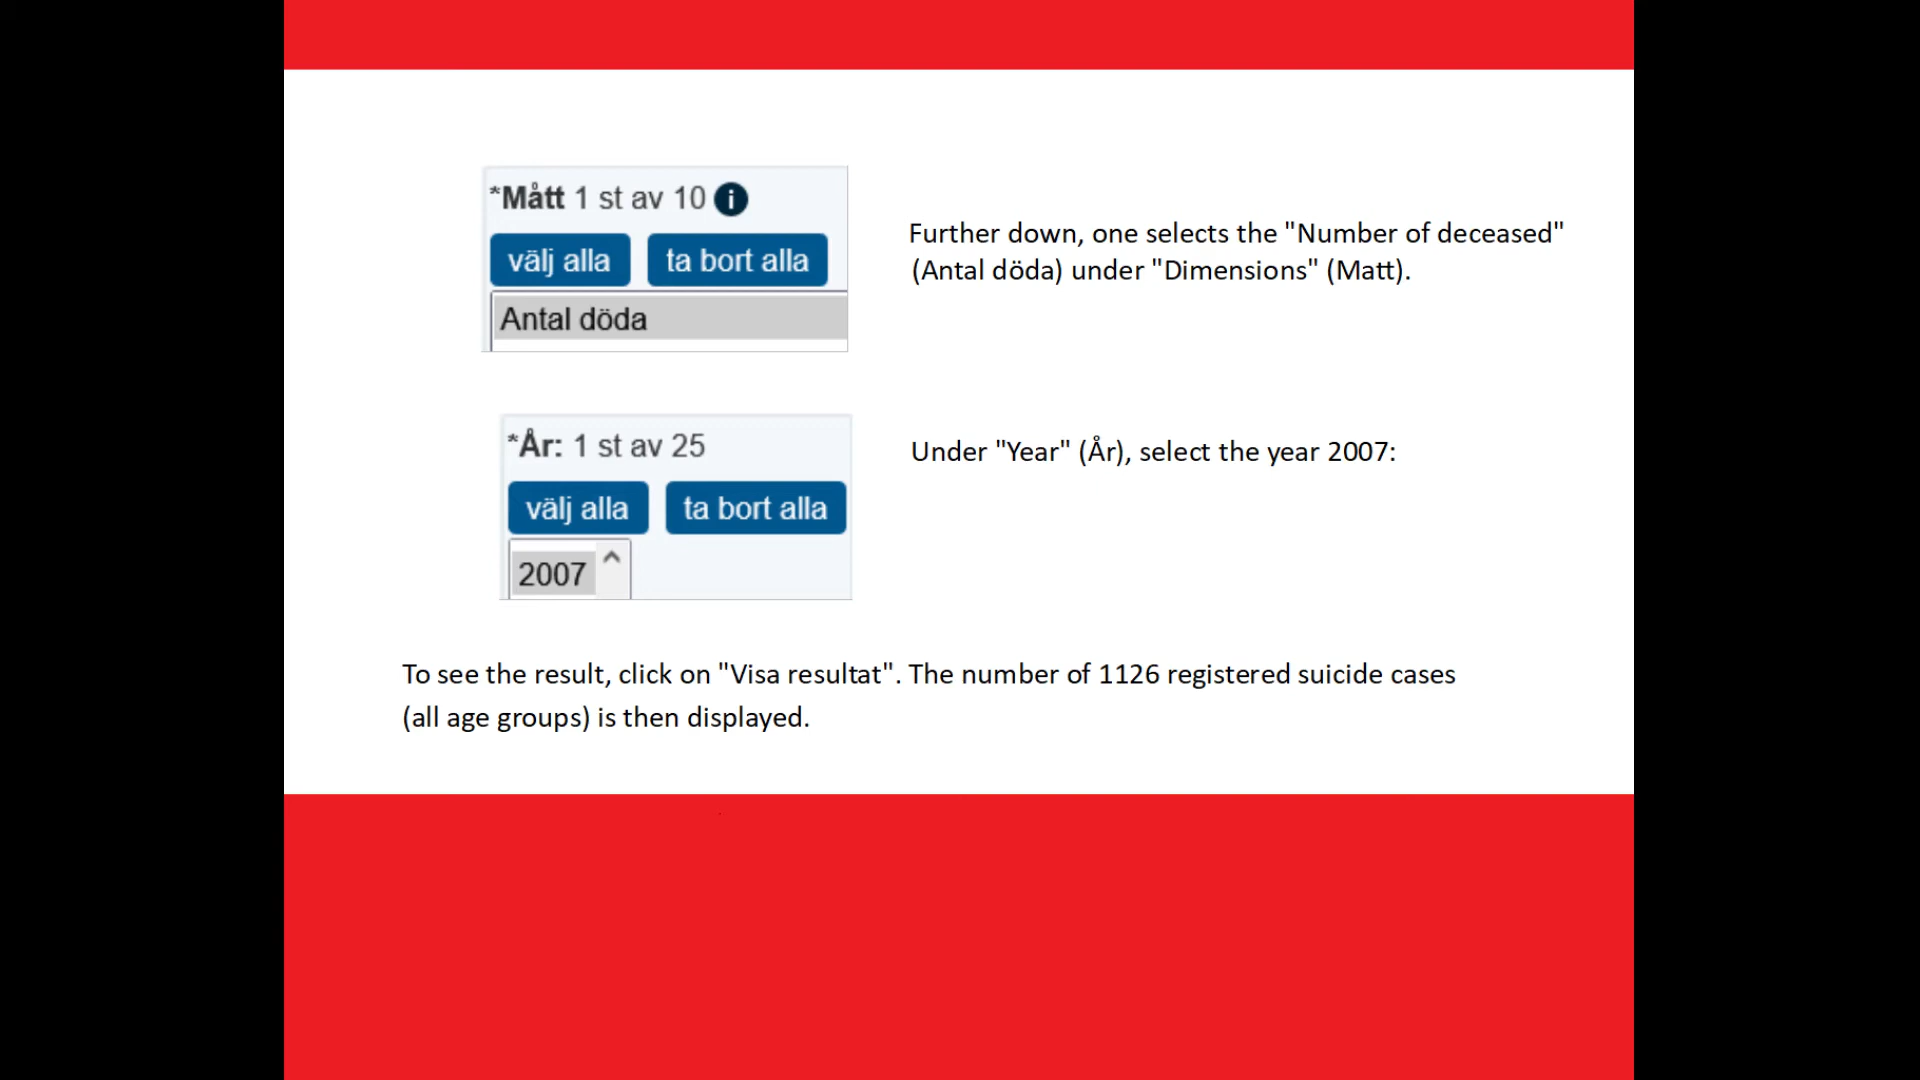 *Mått 1 st av 10 i
välj alla ta bort alla
Antal döda
Further down, one selects the "Number of deceased"
(Antal döda) under "Dimensions" (Matt).
*År: 1 st av 25
välj alla ta bort alla
2007
Under "Year" (År), select the year 2007:
To see the result, click on "Visa resultat". The number of 1126 registered suicide cases
(all age groups) is then displayed.